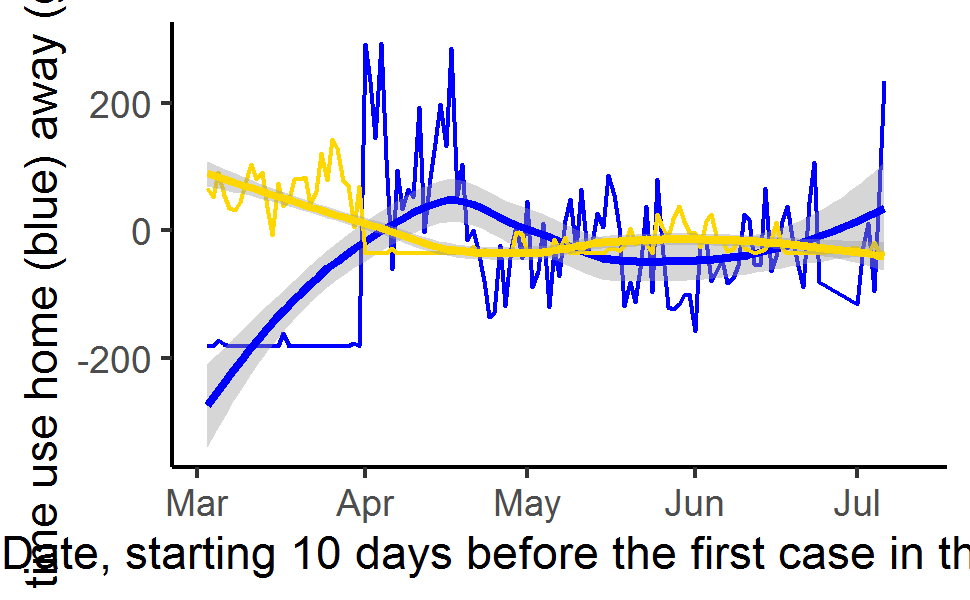 time use home (blue) away (
200
0
-200
Mar Apr May Jun Jul
Date, starting 10 days before the first case in th